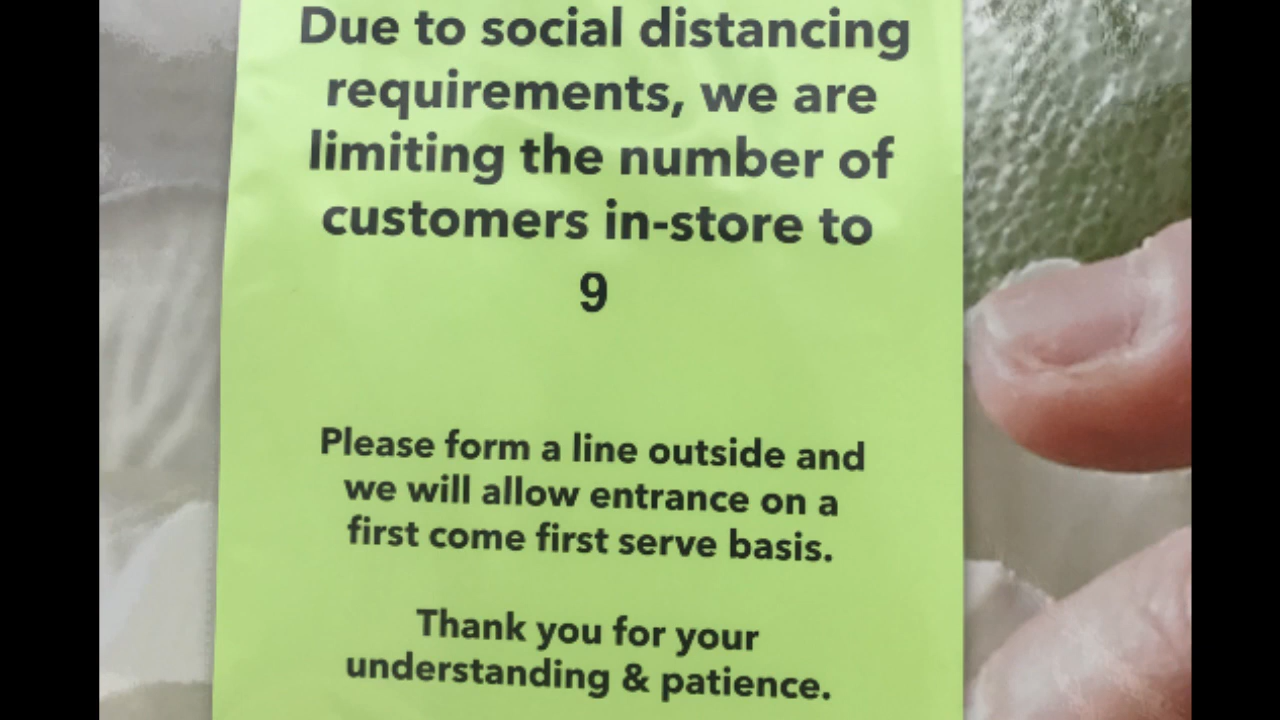 Due to social distancing
requirements, we are
limiting the number of
customers in-store to
9
Please form a line outside and
we will allow entrance on a
first come first serve basis.
Thank you for your
understanding & patience.